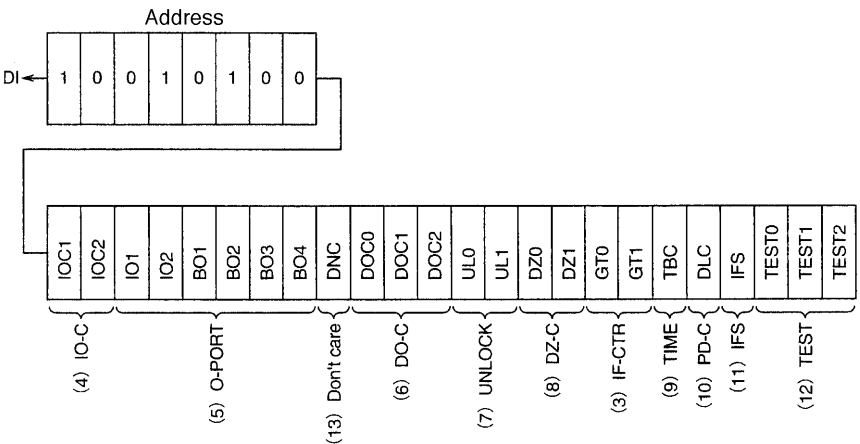 Address
DI 1 0 0 1 0 1 0 0
IOC1 IOC2 IO1 IO2 BO1 BO2 BO3 BO4 DNC DOC0 DOC1 DOC2 UL0 UL1 DZ0 DZ1 GT0 GT1 TBC DLC IFS TEST0 TEST1 TEST2
(4) IO-C
(5) O-PORT
(13) Don't care
(6) DO-C
(7) UNLOCK
(8) DZ-C
(3) IF-CTR
(9) TIME
(10) PD-C
(11) IFS
(12) TEST